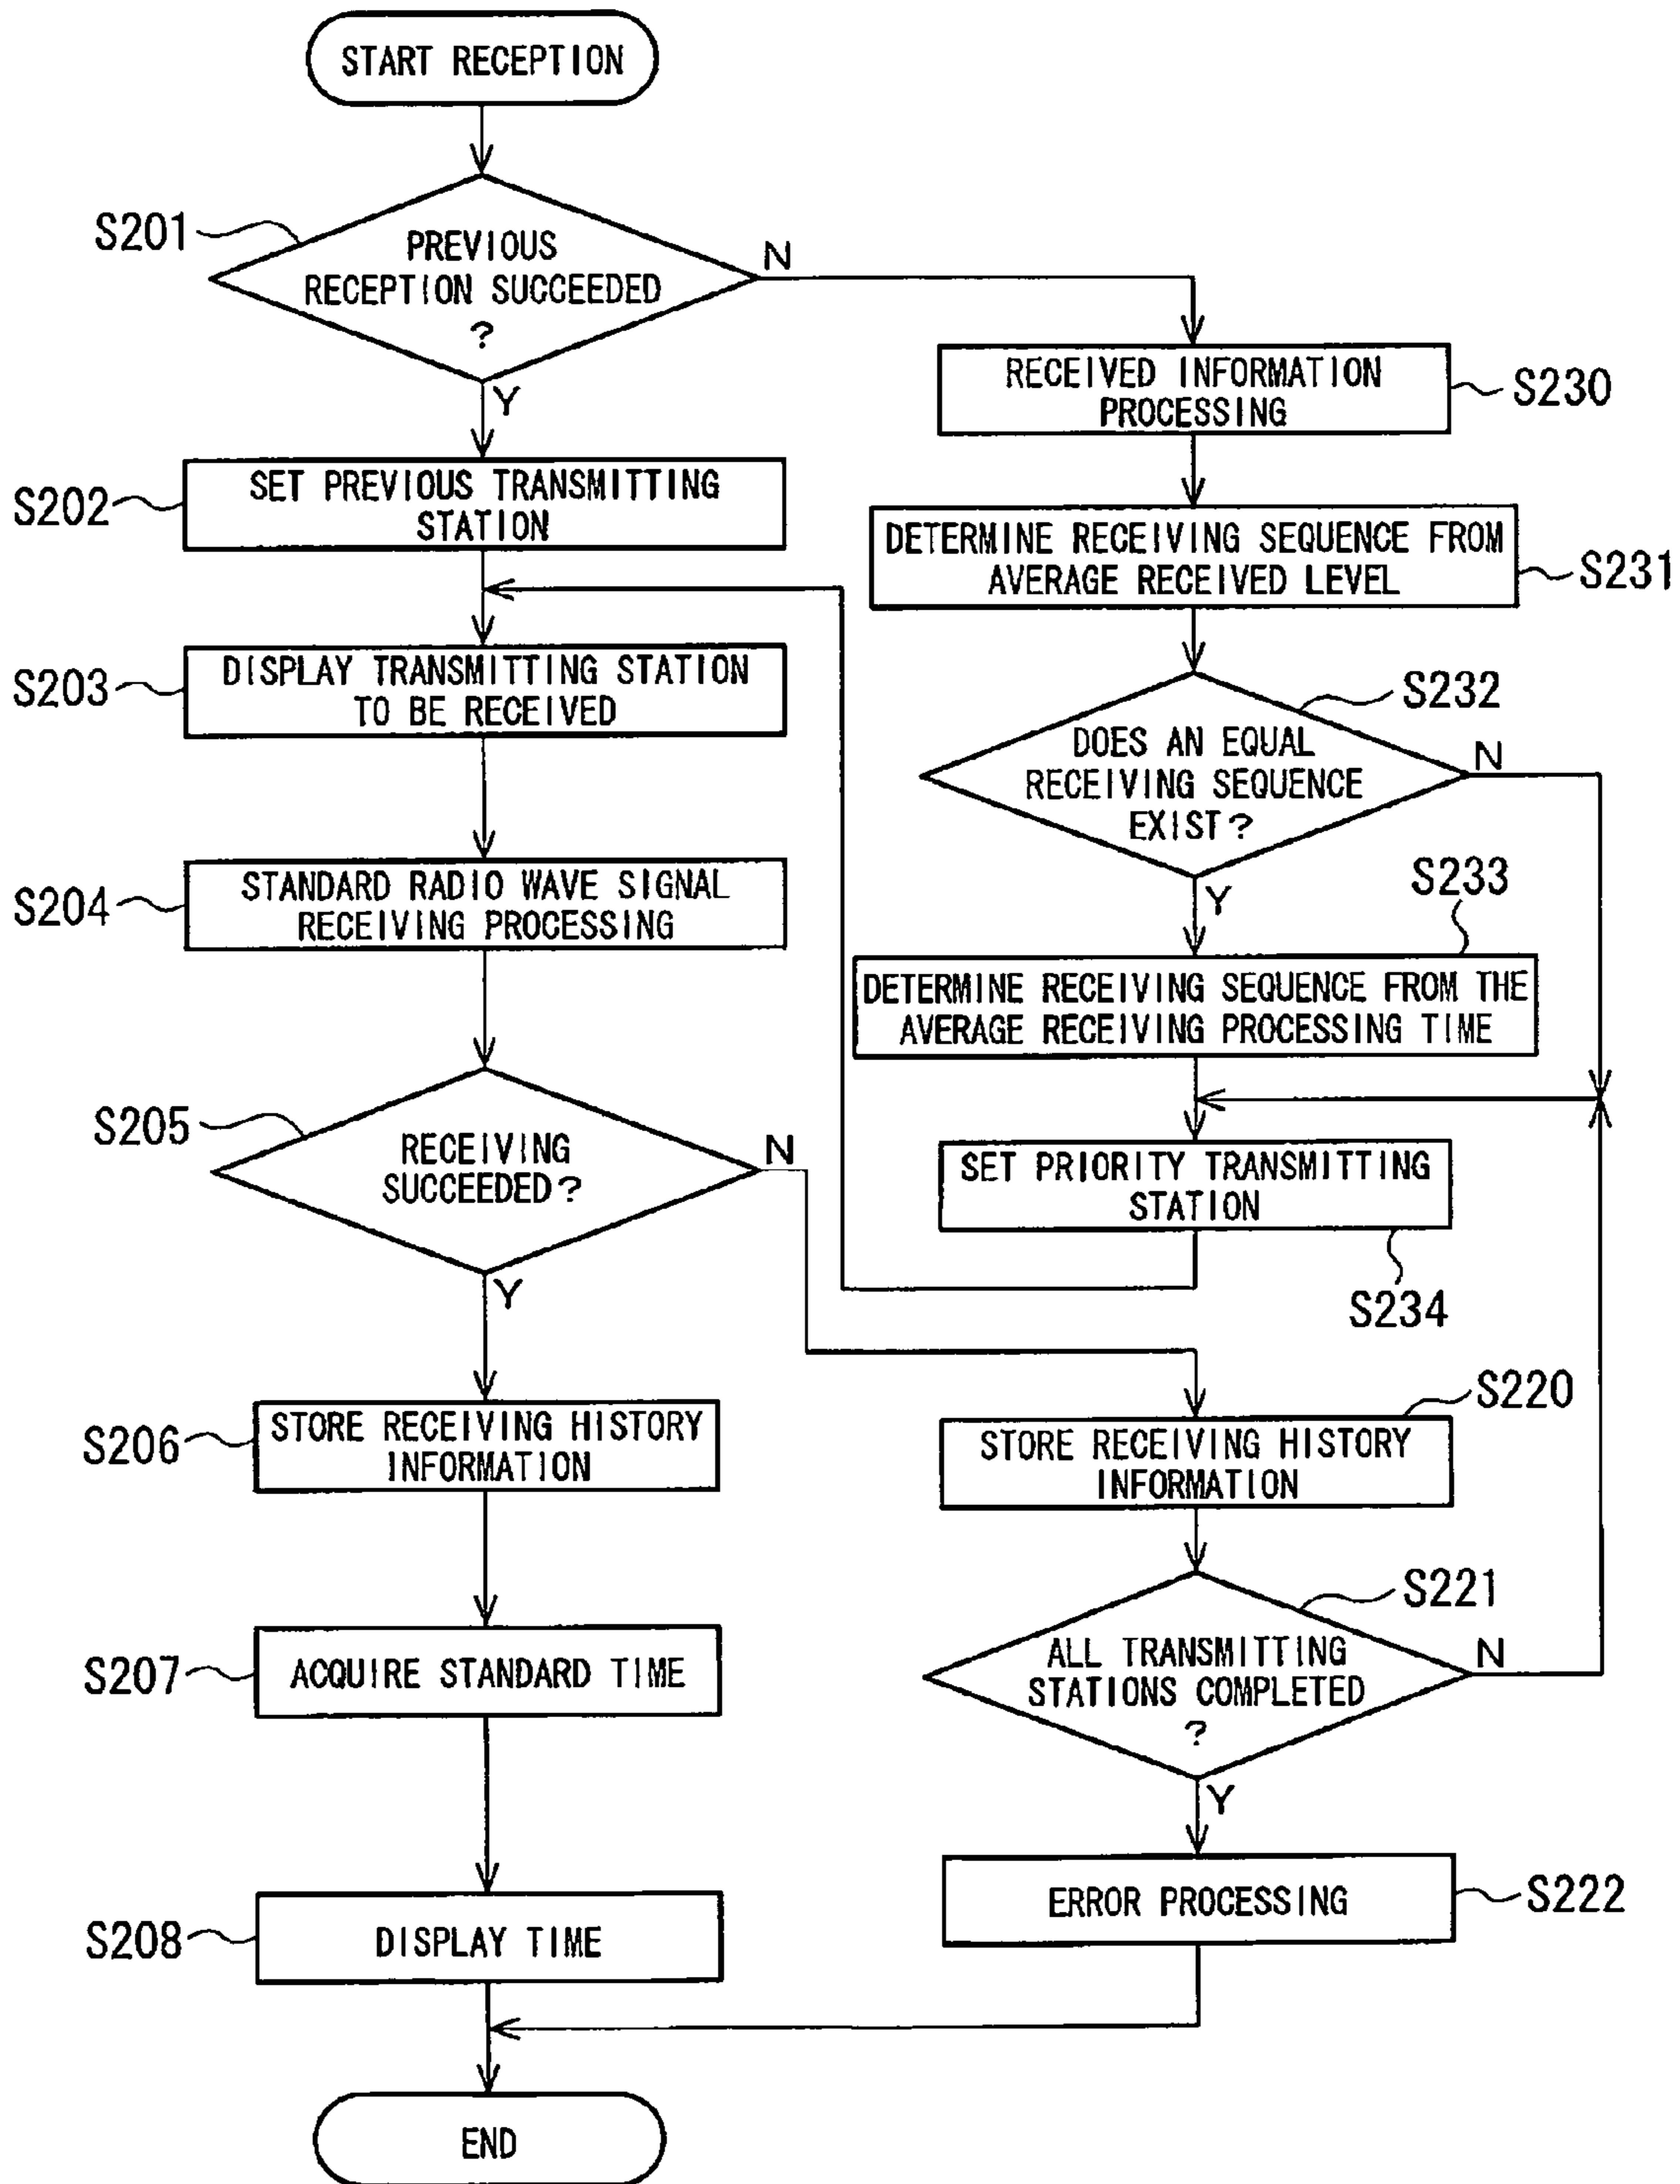 START RECEPTION
S201
PREVIOUS
RECEPTION SUCCEEDED
?
N
Y
S202
SET PREVIOUS TRANSMITTING
STATION
S203
DISPLAY TRANSMITTING STATION
TO BE RECEIVED
S204
STANDARD RADIO WAVE SIGNAL
RECEIVING PROCESSING
S205
RECEIVING
SUCCEEDED?
N
Y
S206
STORE RECEIVING HISTORY
INFORMATION
S207
ACQUIRE STANDARD TIME
S208
DISPLAY TIME
END
RECEIVED INFORMATION
PROCESSING
S230
DETERMINE RECEIVING SEQUENCE FROM
AVERAGE RECEIVED LEVEL
S231
S232
DOES AN EQUAL
RECEIVING SEQUENCE
EXIST?
N
Y
S233
DETERMINE RECEIVING SEQUENCE FROM THE
AVERAGE RECEIVING PROCESSING TIME
SET PRIORITY TRANSMITTING
STATION
S234
S220
STORE RECEIVING HISTORY
INFORMATION
S221
ALL TRANSMITTING
STATIONS COMPLETED
?
N
Y
ERROR PROCESSING
S222